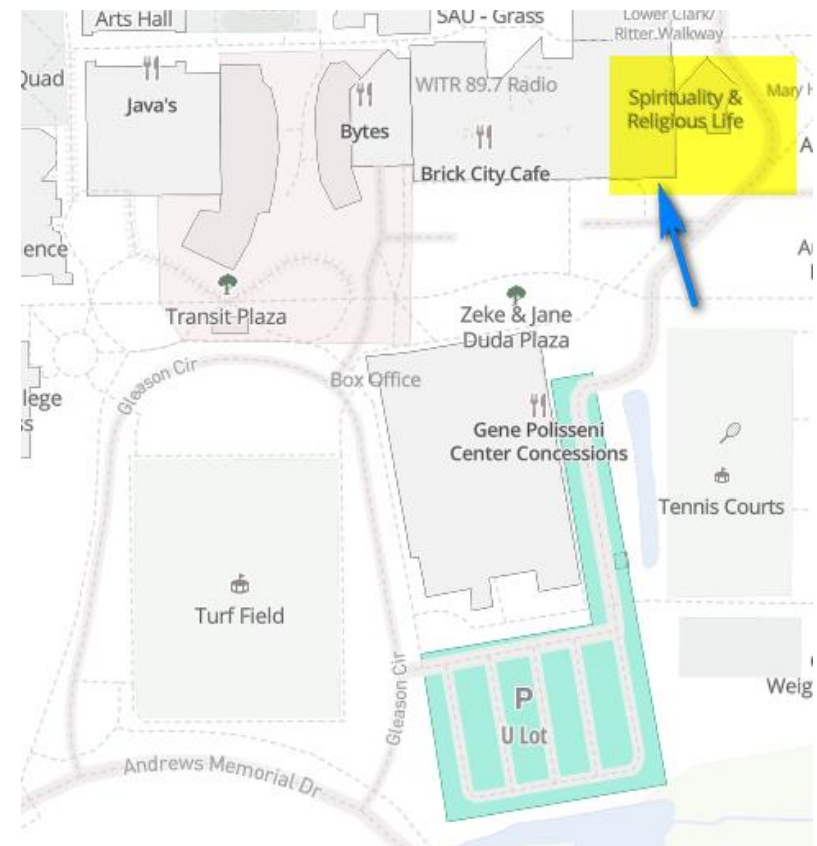 Arts Hall
SAU - Grass
Lower Clark/
Ritter Walkway
Quad
Java's
WITR 89.7 Radio
Spirituality &
Religious Life
Mary
Bytes
Brick City Cafe
Transit Plaza
Zeke & Jane
Duda Plaza
Gleason Cir
Box Office
Gene Polisseni
Center Concessions
Tennis Courts
Turf Field
Gleason Cir
P
U Lot
Weig
Andrews Memorial Dr